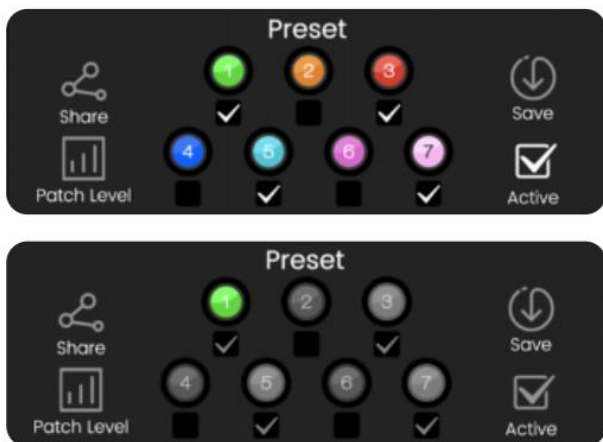 Preset
1 2 3
Share
Save
4 5 6 7
Patch Level
Active
Preset
1 2 3
Share
Save
4 5 6 7
Patch Level
Active